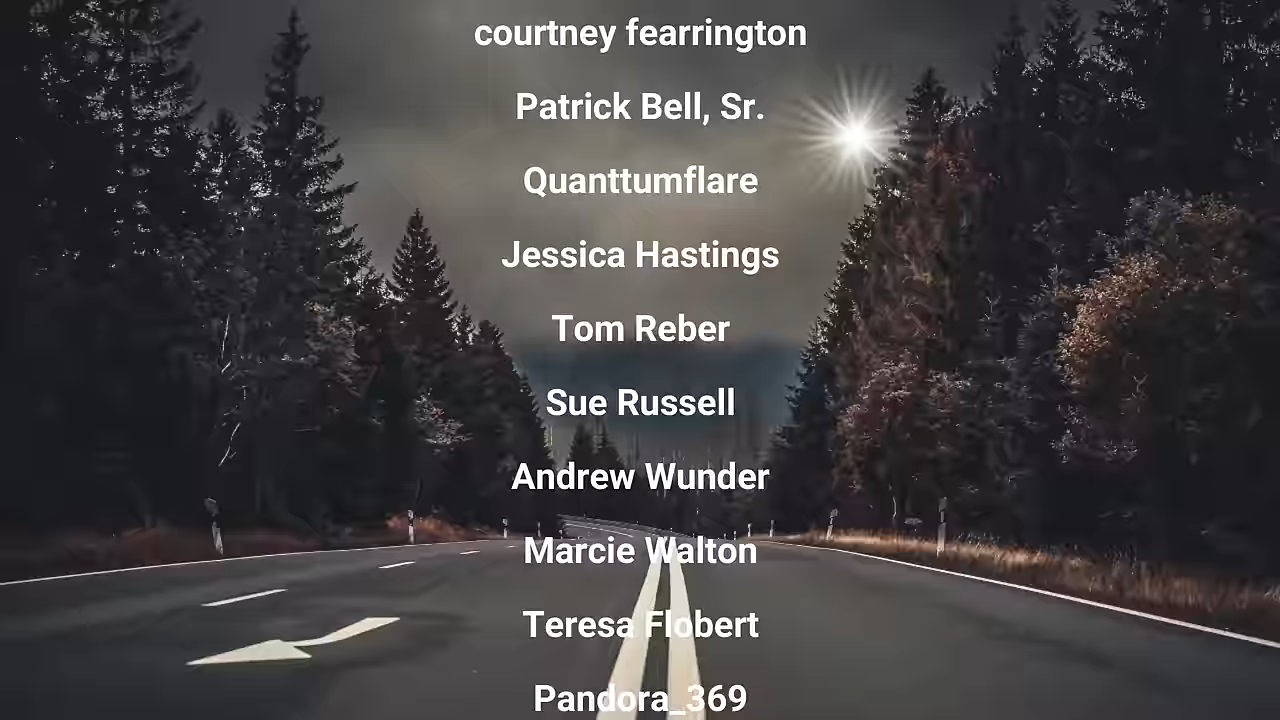 courtney fearrington
Patrick Bell, Sr.
Quanttumflare
Jessica Hastings
Tom Reber
Sue Russell
Andrew Wunder
Marcie Walton
Teresa Flobert
Pandora_369